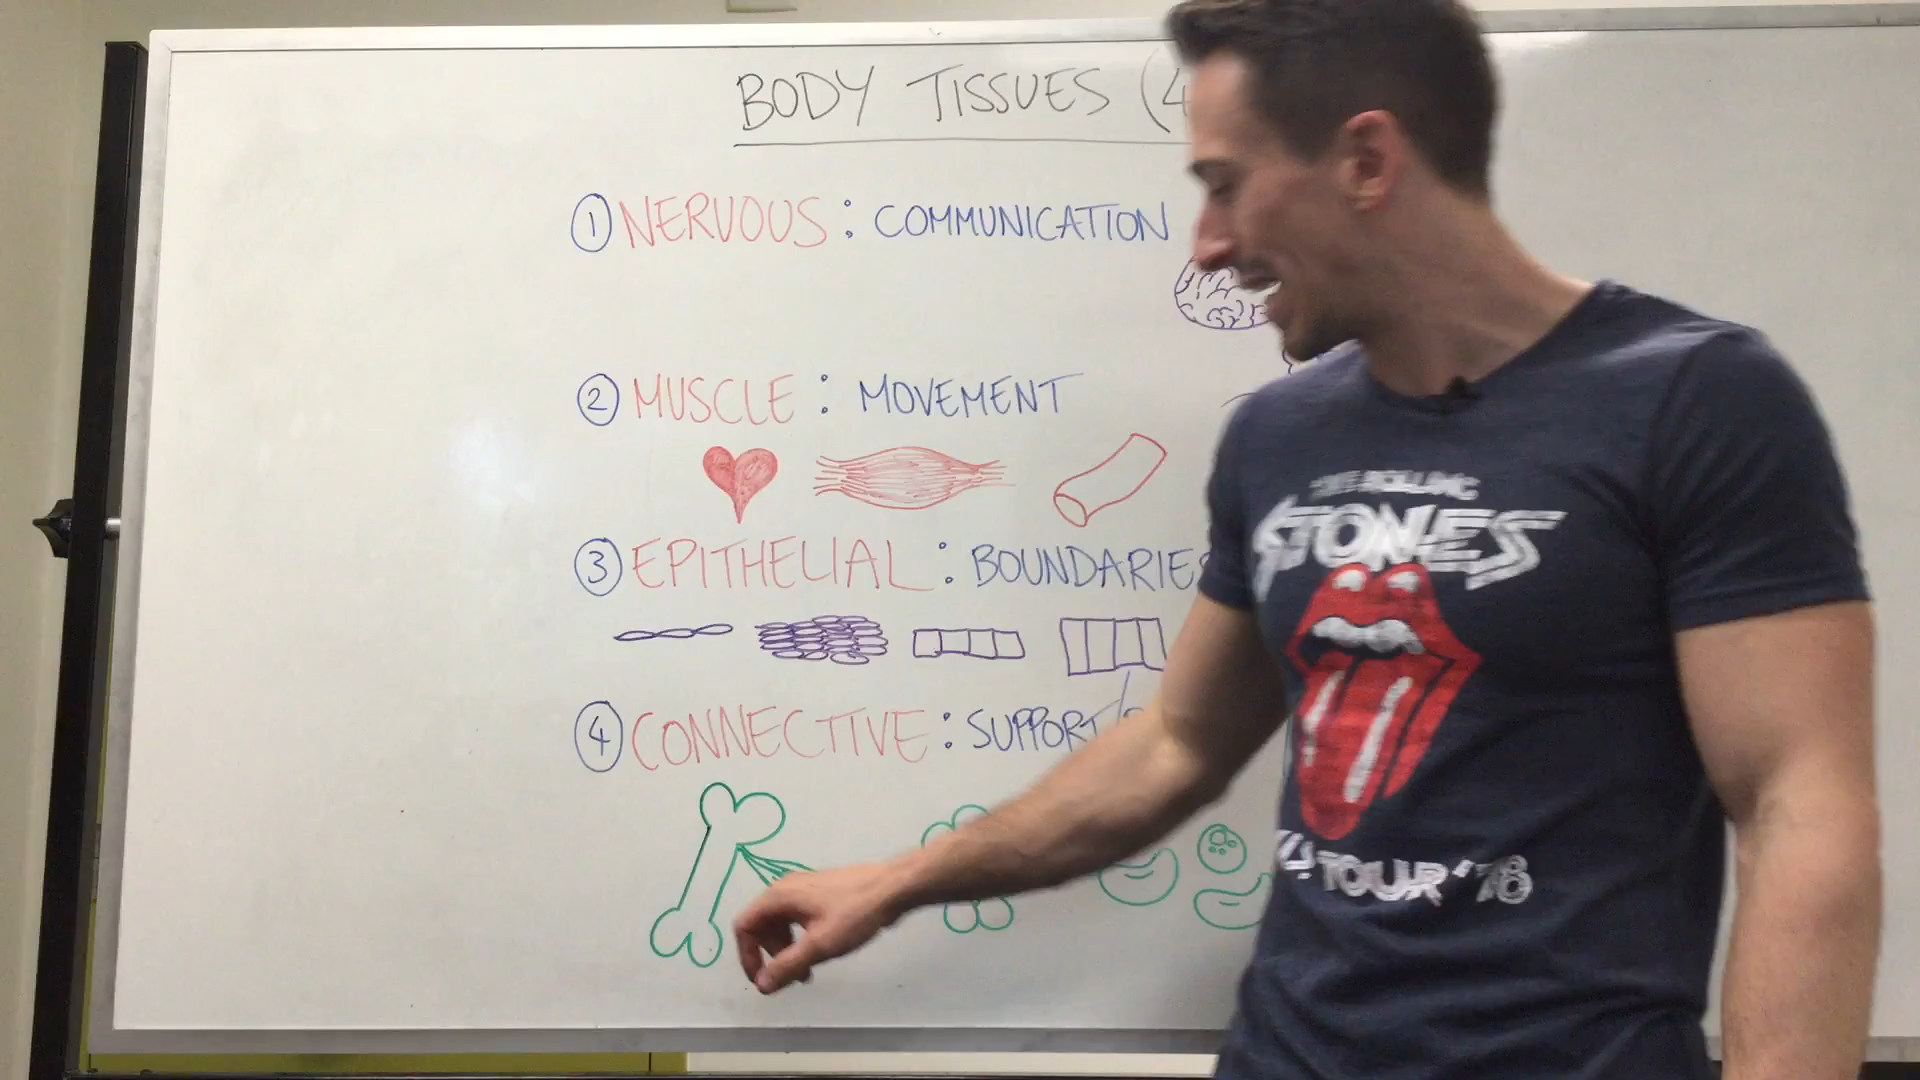 BODY TISSUES (4
① NERVOUS : COMMUNICATION
② MUSCLE : MOVEMENT
③ EPITHELIAL : BOUNDARIES
④ CONNECTIVE : SUPPORT/
THE ROLLING
STONES
TOUR '78